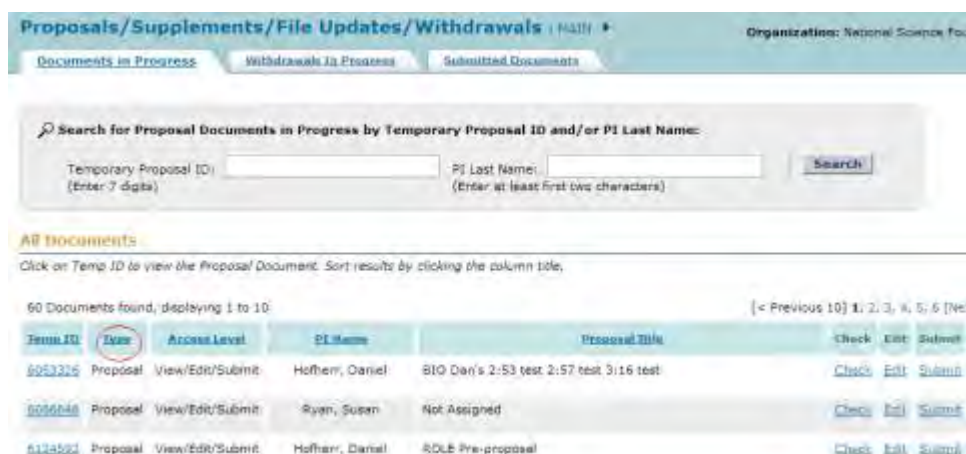 Proposals/Supplements/File Updates/Withdrawals | MAIN ▸
Organization: National Science Fou
Documents in Progress
Withdrawals In Progress
Submitted Documents
Search for Proposal Documents in Progress by Temporary Proposal ID and/or PI Last Name:
Temporary Proposal ID:
(Enter 7 digits)
PI Last Name:
(Enter at least first two characters)
Search
All Documents
Click on Temp ID to view the Proposal Document. Sort results by clicking the column title.
60 Documents found, displaying 1 to 10
[< Previous 10] 1, 2, 3, 4, 5, 6 [Ne
Temp ID Type Access Level PI Name Proposal Title Check Edit Submit
6053326 Proposal View/Edit/Submit Hofherr, Daniel BIO Dan's 2:53 test 2:57 test 3:16 test Check Edit Submit
Proposal View/Edit/Submit Ryan, Susan Not Assigned Check Edit Submit
Proposal View/Edit/Submit Hofherr, Daniel ROLE Pre-proposal Check Edit Submit